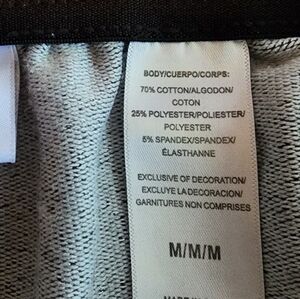 BODY/CUERPO/CORPS:
70% COTTON/ALGODON/
COTON
25% POLYESTER/POLIESTER/
POLYESTER
5% SPANDEX/SPANDEX/
ÉLASTHANNE
EXCLUSIVE OF DECORATION/
EXCLUYE LA DECORACION/
GARNITURES NON COMPRISES
M/M/M